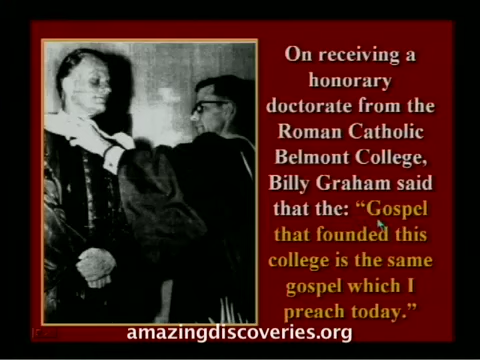 On receiving a
honorary
doctorate from the
Roman Catholic
Belmont College,
Billy Graham said
that the: “Gospel
that founded this
college is the same
gospel which I
preach today.”
amazingdiscoveries.org